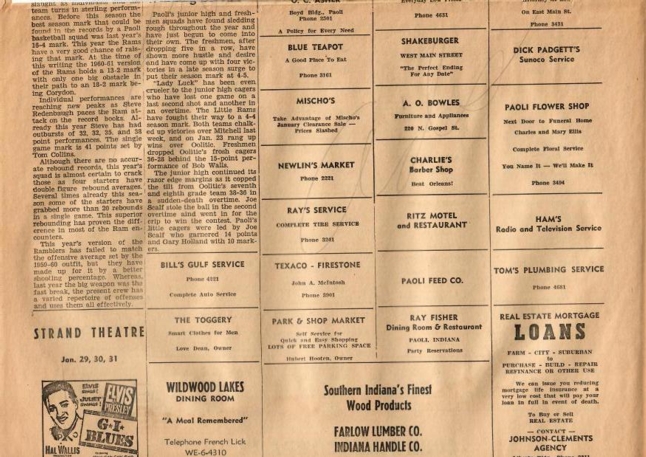 team turns in sterling perform-
ances. Before this season the
best season mark that could be
found in the records by a Paoli
basketball squad was last year's
15-4 mark. This year the Rams
have a very good chance of rais-
ing that mark. At the time of
this writing the 1960-61 version
of the Rams holds a 13-2 mark
with only one big obstacle in
their path to an 18-2 mark be-
ing Corydon.
Individual performances are
reaching new peaks as Steve
Redenbaugh paces the Ram at-
tack on the record books. Al-
ready this year Steve has had
outbursts of 32, 32, 35, and 38
point performances. The single
game mark is 41 points set by
Tom Collins.
Although there are no accur-
ate rebound records, this year's
squad is almost certain to crack
those as four starters have
double figure rebound averages.
Several times already this sea-
son some of the starters have
grabbed more than 20 rebounds
in a single game. This superior
rebounding has proven the diff-
erence in most of the Ram en-
counters.
This year's version of the
Ramblers has failed to match
the offensive average set by the
1959-60 outfit, but they have
made up for it by a better
shooting percentage. Whereas,
last year the big weapon was the
fast break, the present crew has
a varied repertoire of offenses
and uses them all effectively.
STRAND THEATRE
Jan. 29, 30, 31
ELVIS
PRESLEY
G·I·
BLUES
HAL WALLIS
Paoli's junior high and fresh-
men squads have found sledding
rough throughout the year and
have just begun to come into
their own. The freshmen, after
dropping five in a row, have
shown more hustle and desire
and have come up with four vic-
tories in a late season surge to
put their season mark at 4-5.
"Lady Luck" has been even
crueler to the junior high cagers
who have lost one game on a
last second shot and another in
an overtime. The Little Rams
have fought their way to a 4-4
season mark. Both teams chalk-
ed up victories over Mitchell last
week, and on Jan. 23 rang up
wins over Oolitic. Freshmen
dropped Oolitic's fresh cagers
36-28 behind the 15-point per-
formance of Bob Walls.
The junior high continued its
razor edge margins as it copped
the tilt from Oolitic's seventh
and eighth grade team 38-36 in
a sudden-death overtime. Joe
Scalf stole the ball in the second
overtime and went in for the
crip to win the contest. Paoli's
little cagers were led by Joe
Scalf who garnered 14 points
and Gary Holland with 10 mark-
ers.
BILL'S GULF SERVICE
Phone 4221
Complete Auto Service
THE TOGGERY
Smart Clothes for Men
Love Dean, Owner
WILDWOOD LAKES
DINING ROOM
"A Meal Remembered"
Telephone French Lick
WE-6-4310
Boyd Bldg., Paoli
Phone 2501
A Policy for Every Need
BLUE TEAPOT
A Good Place To Eat
Phone 3161
MISCHO'S
Take Advantage of Mischo's
January Clearance Sale —
Prices Slashed
NEWLIN'S MARKET
Phone 2221
RAY'S SERVICE
COMPLETE TIRE SERVICE
Phone 3261
TEXACO - FIRESTONE
John A. McIntosh
Phone 2001
PARK & SHOP MARKET
Self Service for
Quick and Easy Shopping
LOTS OF FREE PARKING SPACE
Hubert Hooten, Owner
Southern Indiana's Finest
Wood Products
FARLOW LUMBER CO.
INDIANA HANDLE CO.
Phone 4631
SHAKEBURGER
WEST MAIN STREET
"The Perfect Ending
For Any Date"
A. O. BOWLES
Furniture and Appliances
220 N. Gospel St.
CHARLIE'S
Barber Shop
Beat Orleans!
RITZ MOTEL
and RESTAURANT
PAOLI FEED CO.
RAY FISHER
Dining Room & Restaurant
PAOLI, INDIANA
Party Reservations
On East Main St.
Phone 3431
DICK PADGETT'S
Sunoco Service
PAOLI FLOWER SHOP
Next Door to Funeral Home
Charles and Mary Ellis
Complete Floral Service
You Name It — We'll Make It
Phone 3404
HAM'S
Radio and Television Service
TOM'S PLUMBING SERVICE
Phone 4601
REAL ESTATE MORTGAGE
LOANS
FARM - CITY - SUBURBAN
to
PURCHASE - BUILD - REPAIR
REFINANCE OR OTHER USE
We can issue you reducing
mortgage life insurance at a
very low cost that will pay your
loan in full in event of death.
To Buy or Sell
REAL ESTATE
— CONTACT —
JOHNSON-CLEMENTS
AGENCY